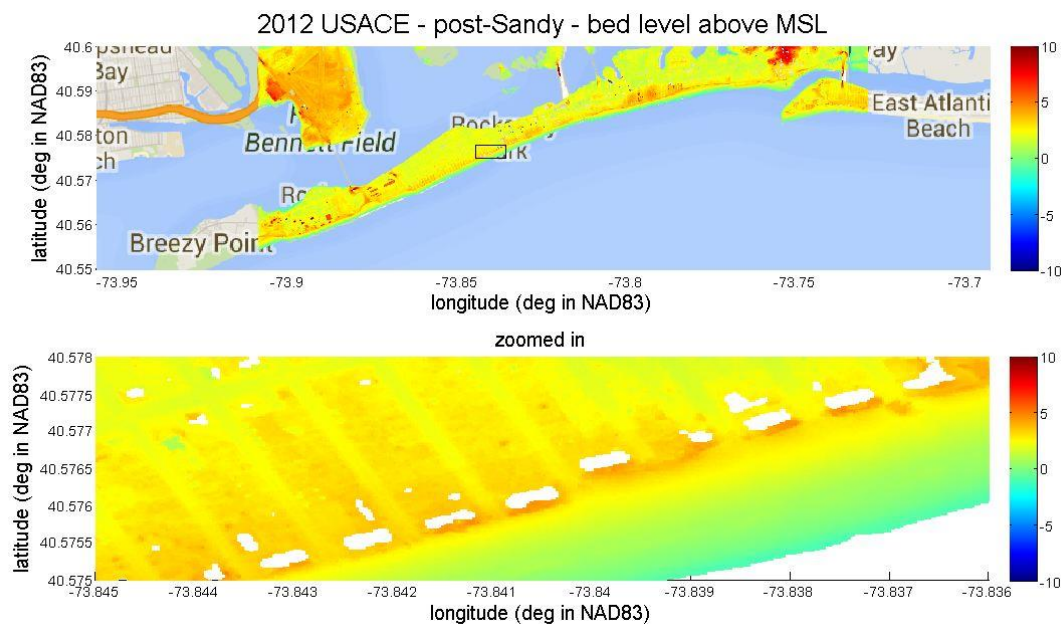 2012 USACE - post-Sandy - bed level above MSL
40.6
40.59
40.58
40.57
40.56
40.55
latitude (deg in NAD83)
Bay
ton
ch
Bennett Field
Breezy Point
East Atlanti
Beach
ay
-73.95
-73.9
-73.85
-73.8
-73.75
-73.7
longitude (deg in NAD83)
10
5
0
-5
-10
zoomed in
40.578
40.5775
40.577
40.5765
40.576
40.5755
40.575
latitude (deg in NAD83)
-73.845
-73.844
-73.843
-73.842
-73.841
-73.84
-73.839
-73.838
-73.837
-73.836
longitude (deg in NAD83)
10
5
0
-5
-10